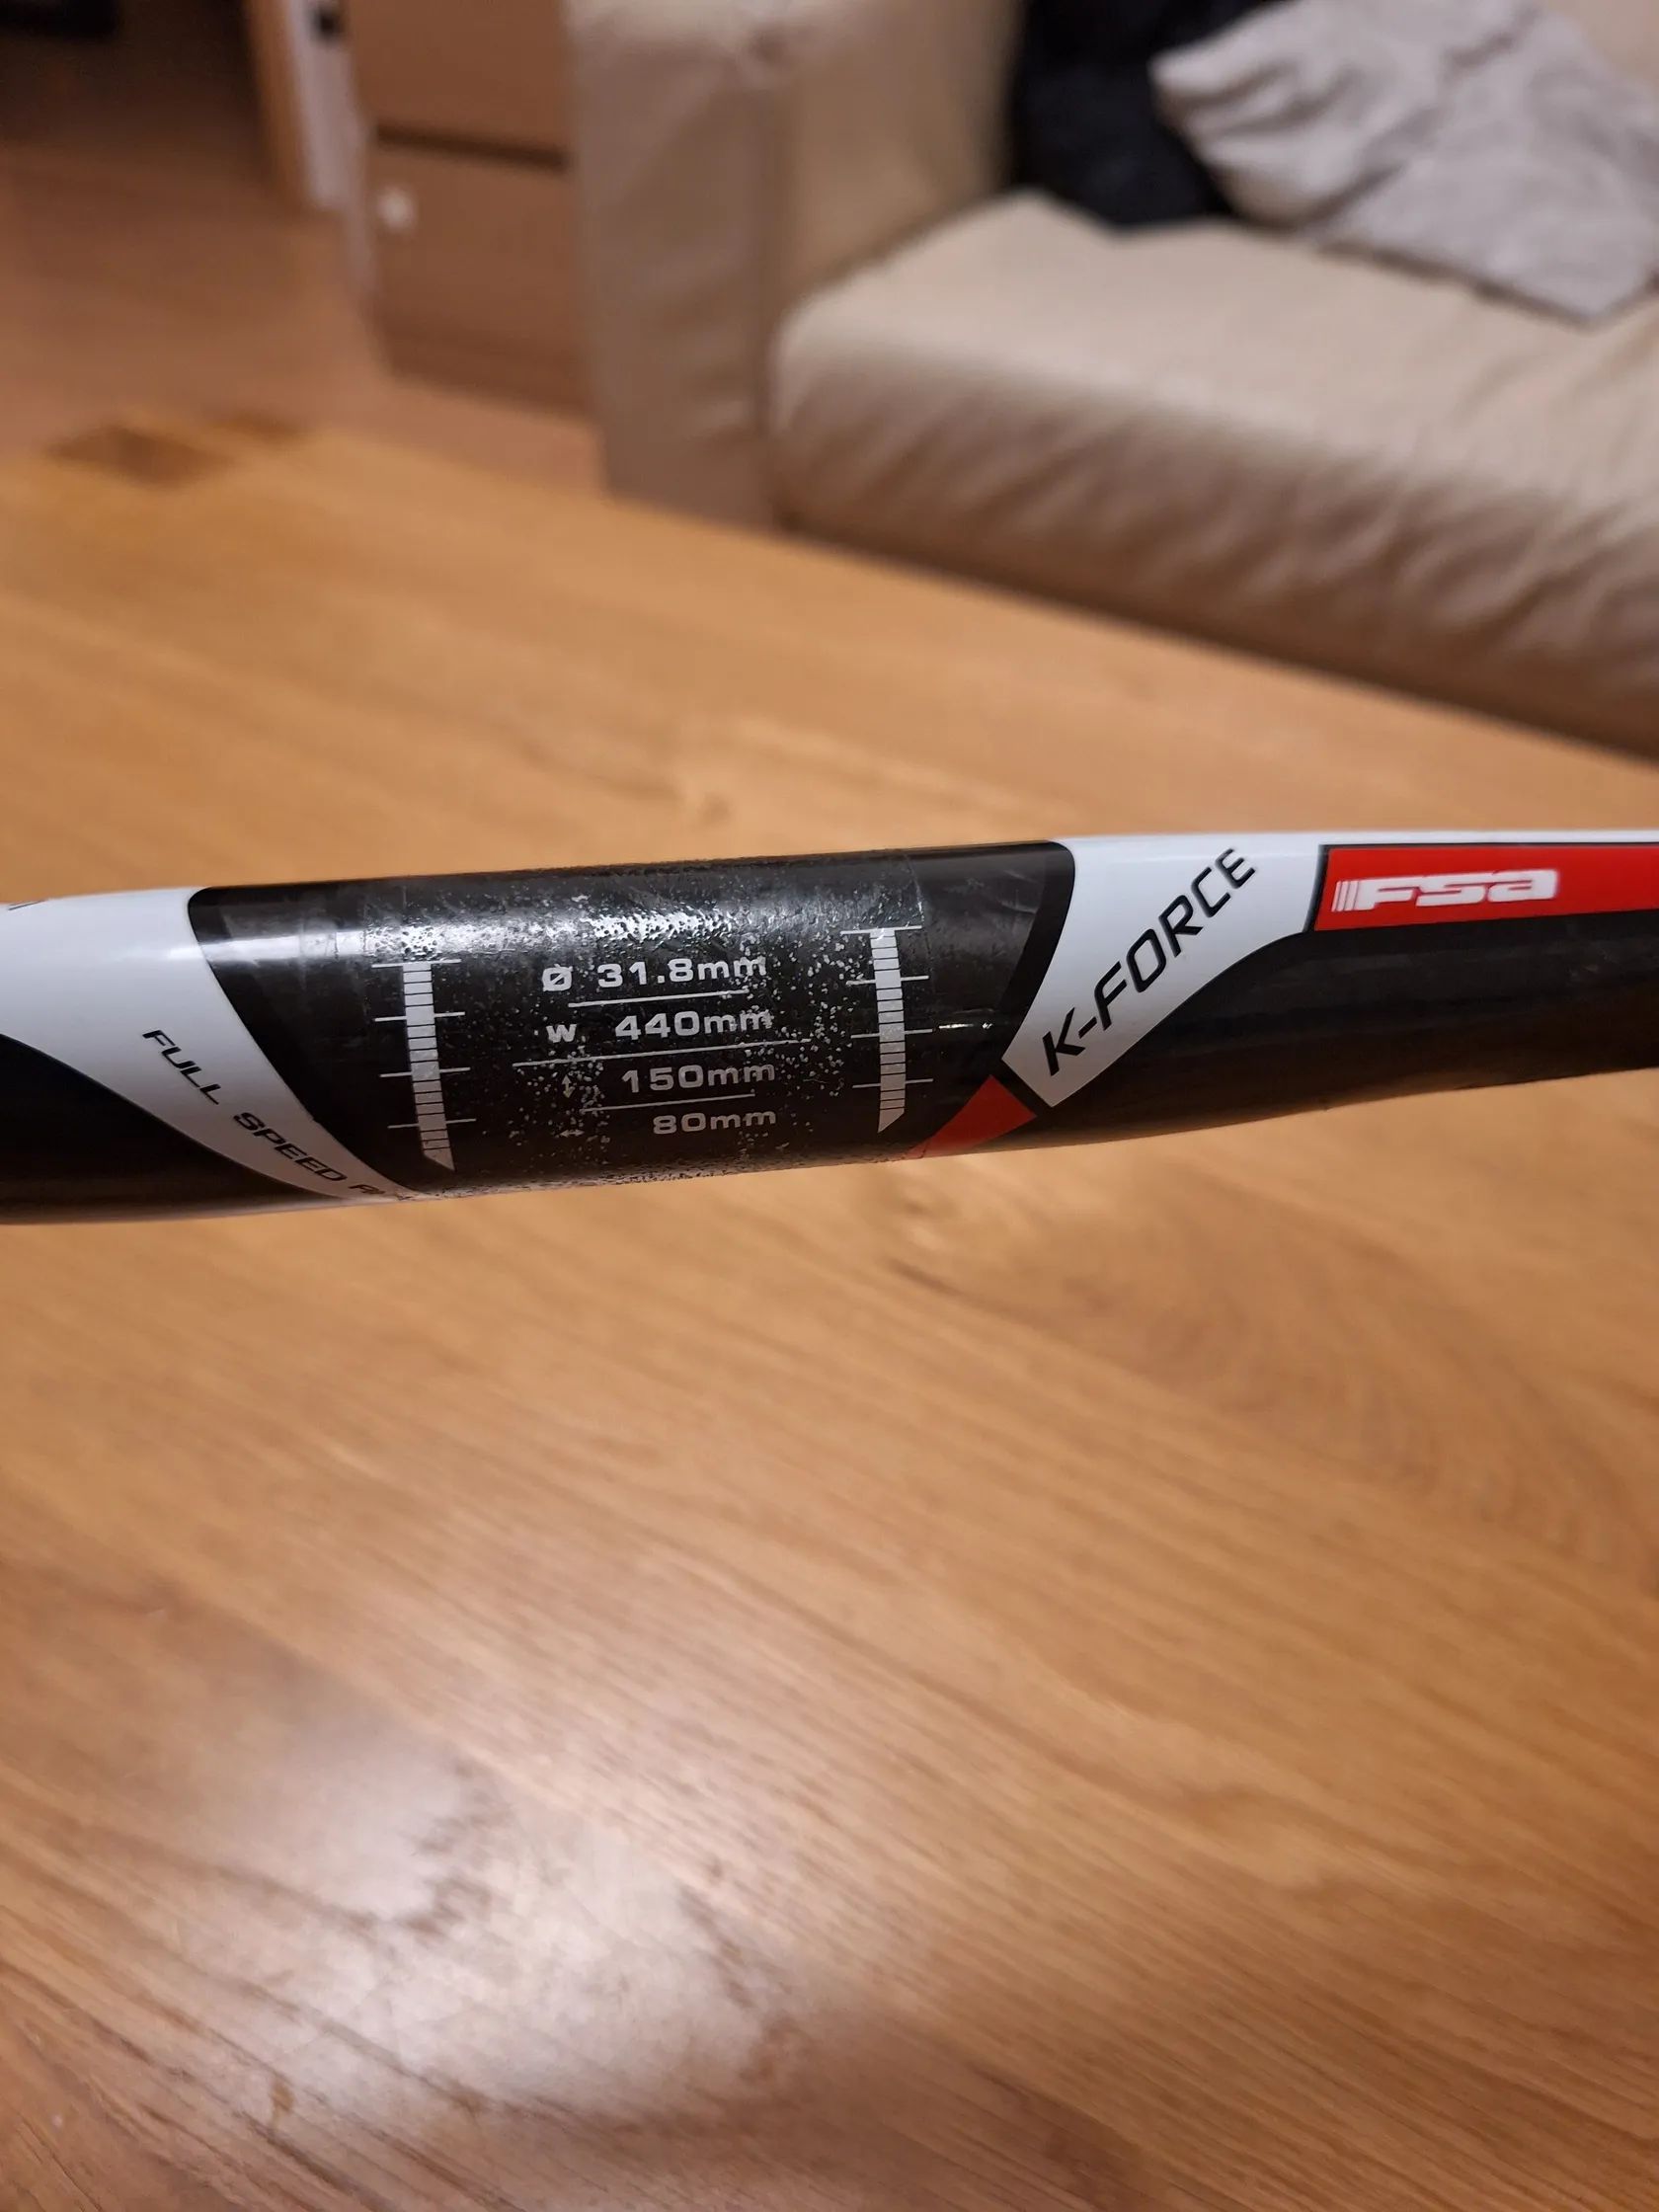 FULL SPEED
Ø 31.8mm
W 440mm
↕ 150mm
↔ 80mm
K-FORCE
FSA